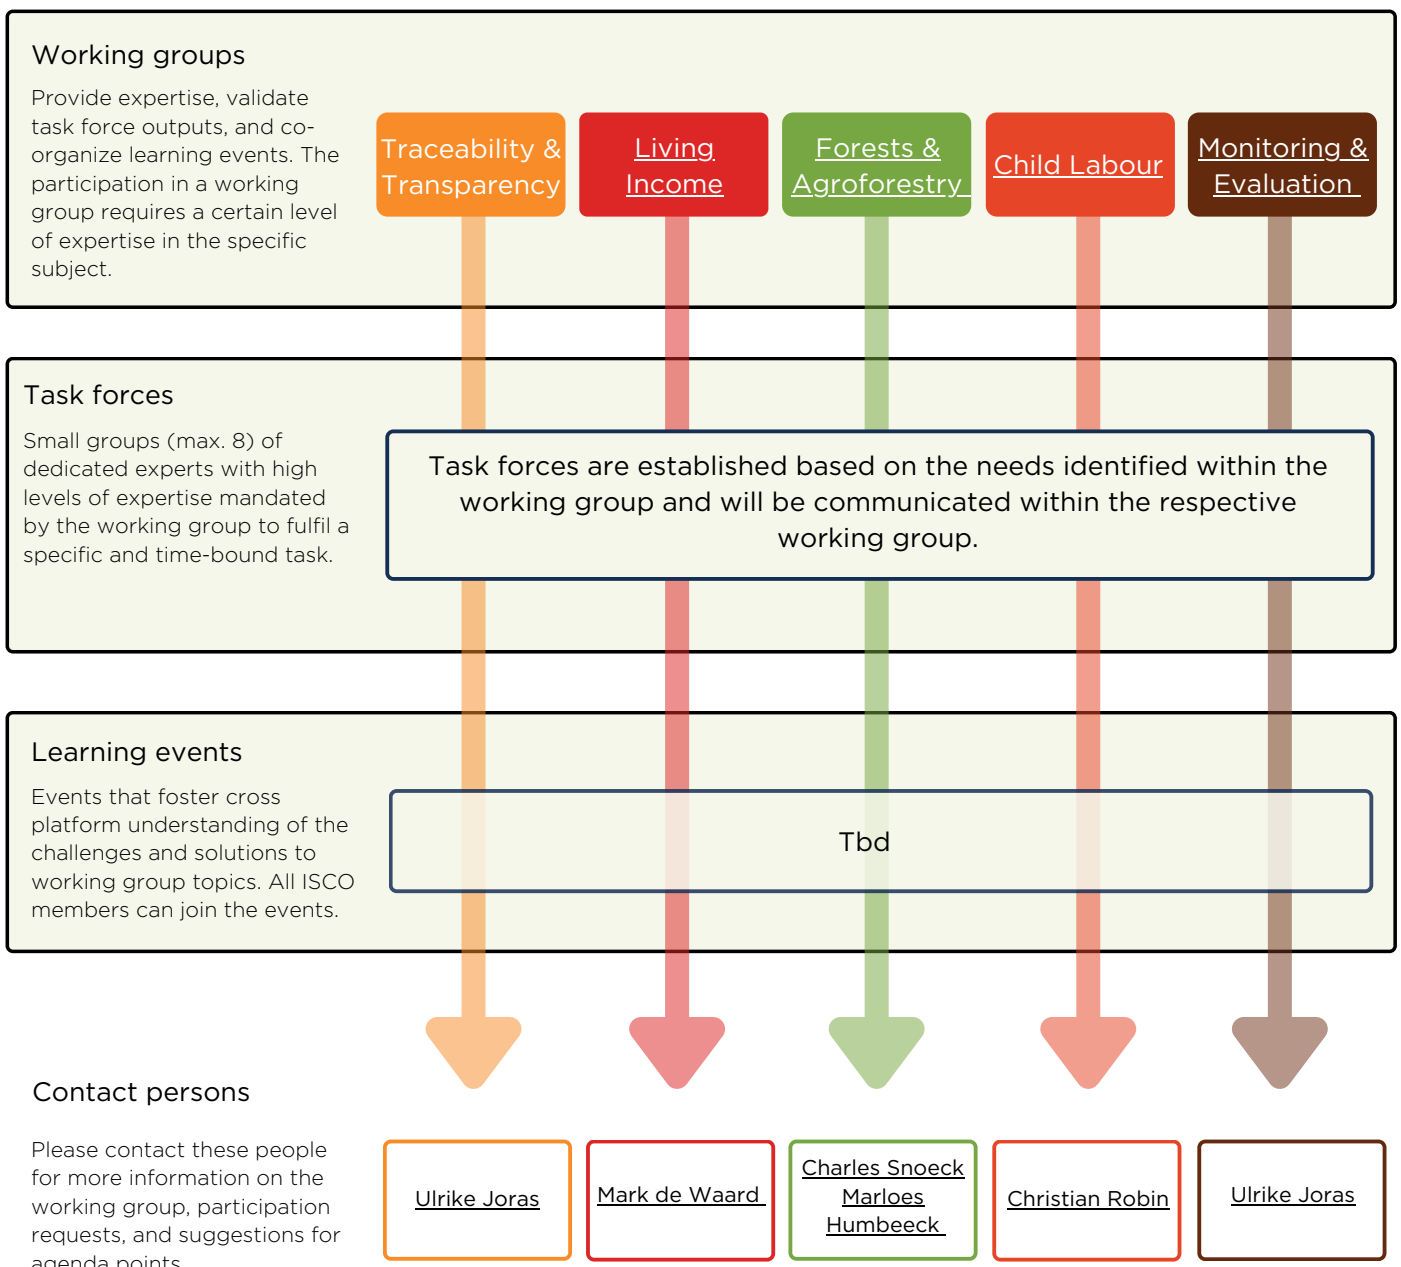 Working groups
Provide expertise, validate
task force outputs, and co-
organize learning events. The
participation in a working
group requires a certain level
of expertise in the specific
subject.
Traceability &
Transparency
Living
Income
Forests &
Agroforestry
Child Labour
Monitoring &
Evaluation
Task forces
Small groups (max. 8) of
dedicated experts with high
levels of expertise mandated
by the working group to fulfil a
specific and time-bound task.
Task forces are established based on the needs identified within the
working group and will be communicated within the respective
working group.
Learning events
Events that foster cross
platform understanding of the
challenges and solutions to
working group topics. All ISCO
members can join the events.
Tbd
Contact persons
Please contact these people
for more information on the
working group, participation
requests, and suggestions for
agenda points
Ulrike Joras
Mark de Waard
Charles Snoeck
Marloes
Humbeeck
Christian Robin
Ulrike Joras